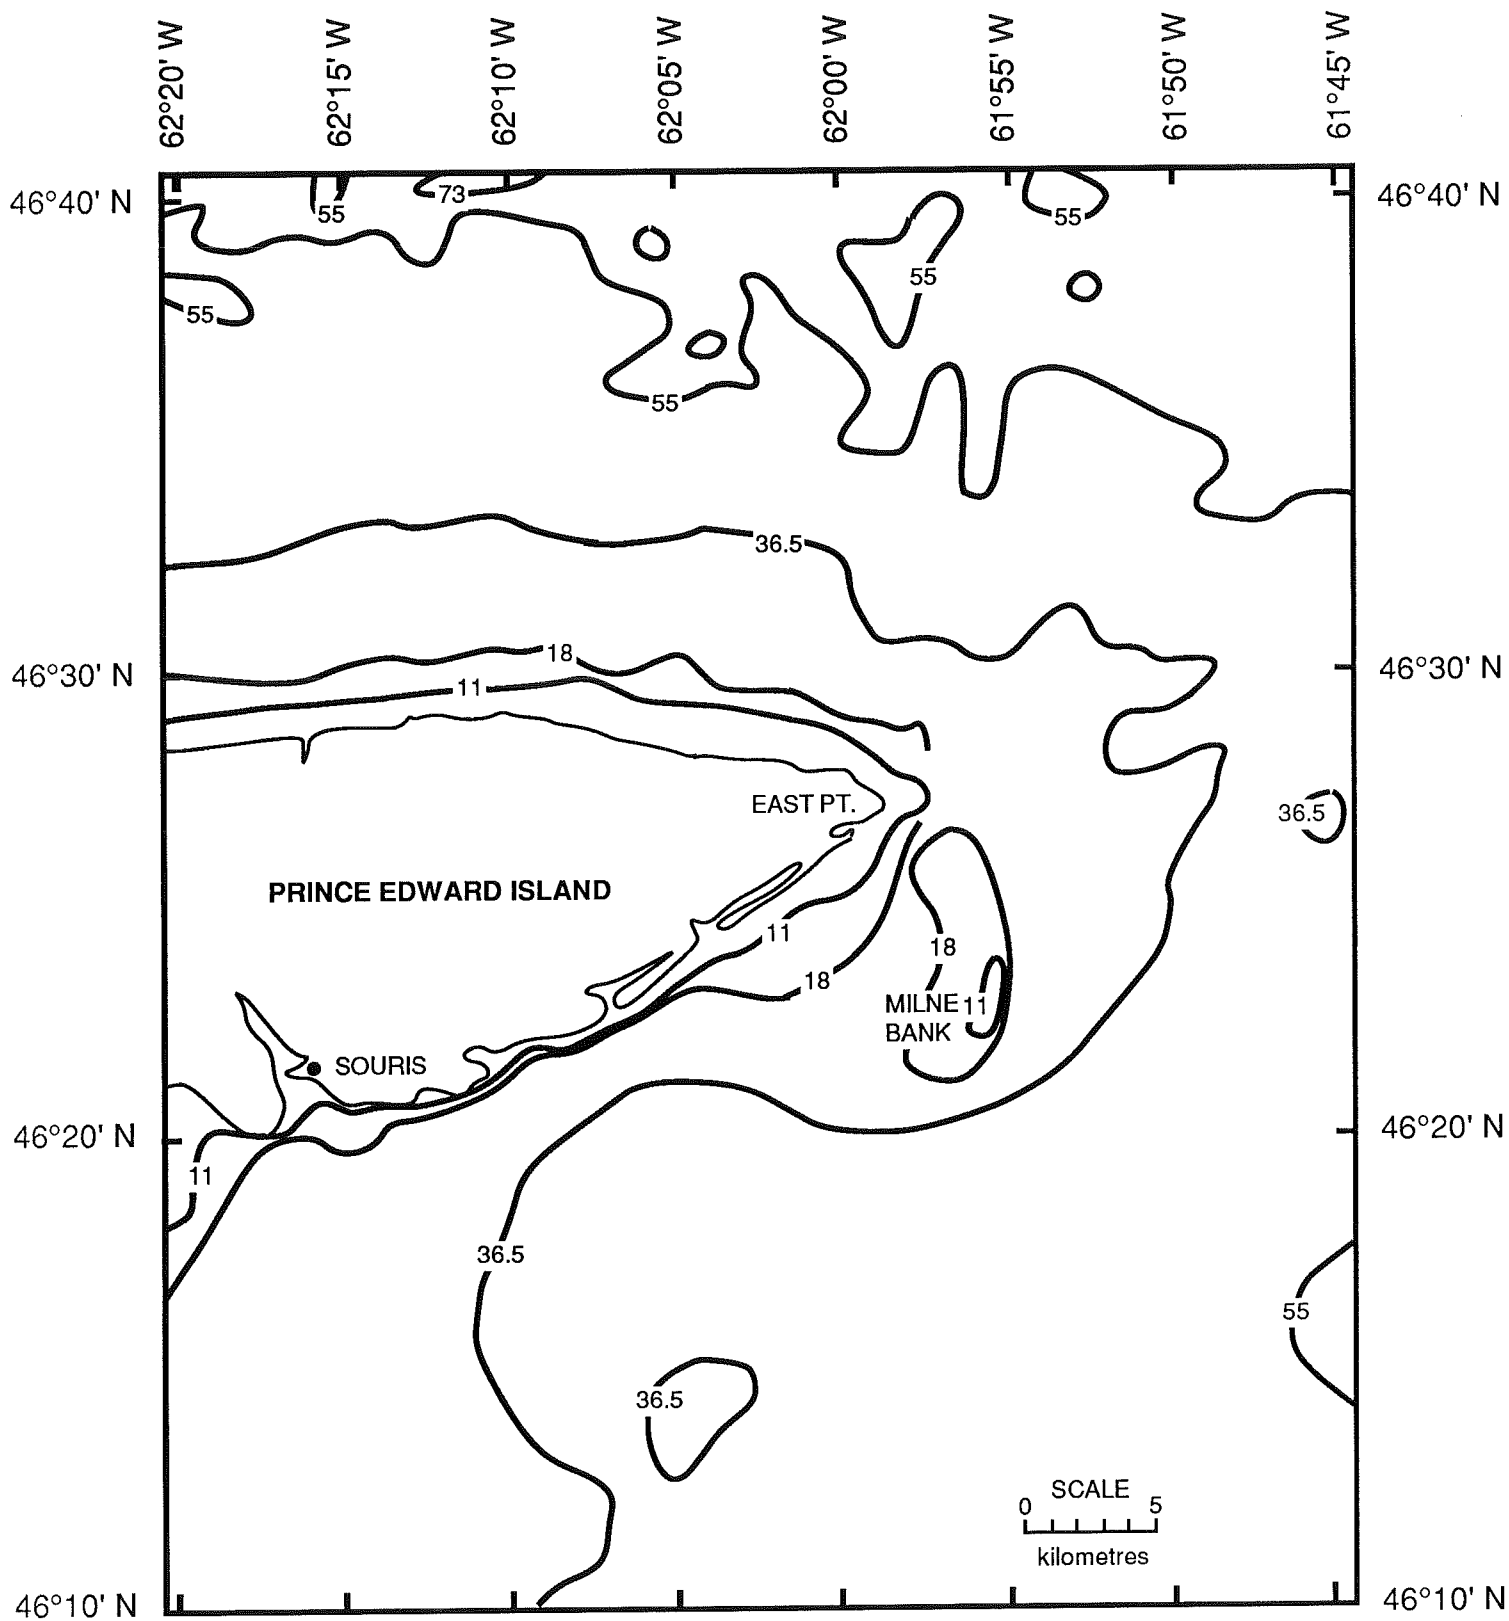 62°20' W
62°15' W
62°10' W
62°05' W
62°00' W
61°55' W
61°50' W
61°45' W
46°40' N
46°40' N
55
73
55
55
55
55
36.5
18
46°30' N
46°30' N
11
EAST PT.
36.5
PRINCE EDWARD ISLAND
11
18
18
MILNE 11
BANK
SOURIS
46°20' N
46°20' N
11
36.5
55
36.5
SCALE
0 5
kilometres
46°10' N
46°10' N